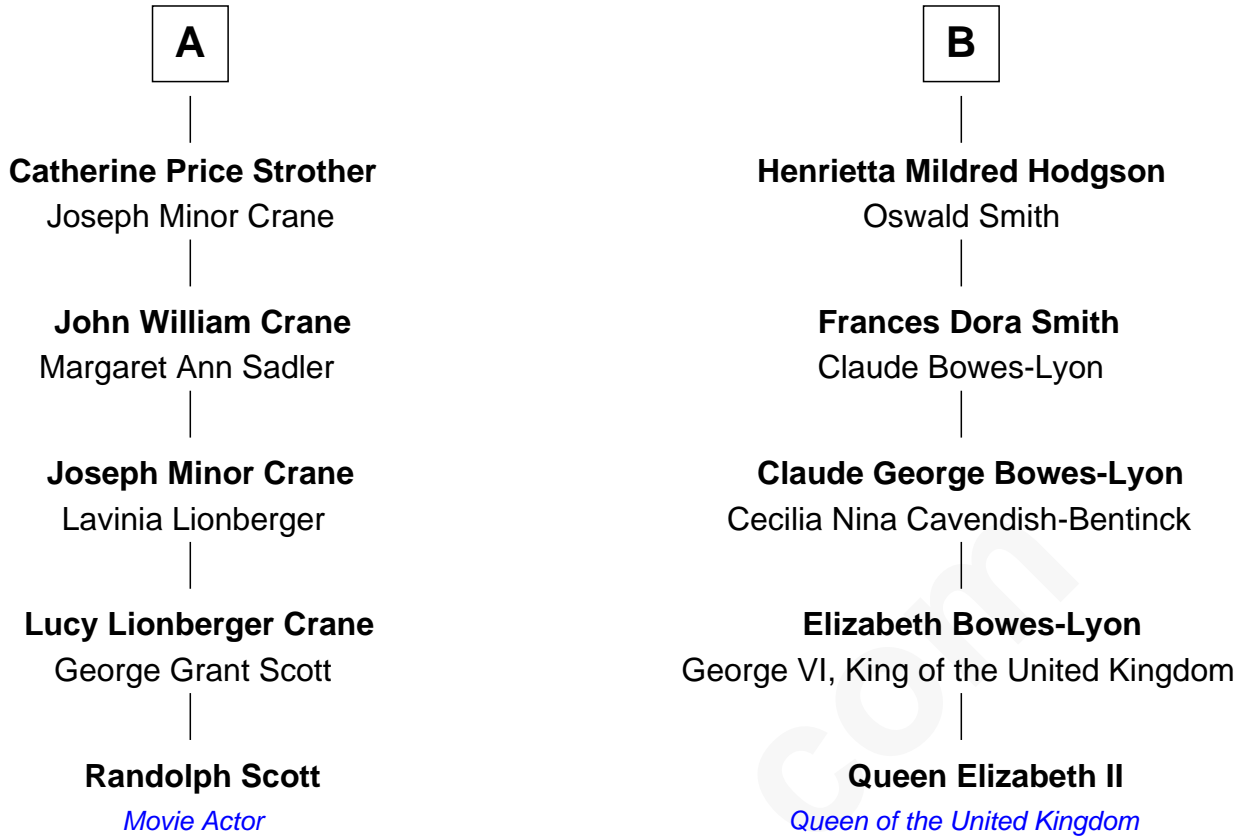 A
Catherine Price Strother
Joseph Minor Crane
John William Crane
Margaret Ann Sadler
Joseph Minor Crane
Lavinia Lionberger
Lucy Lionberger Crane
George Grant Scott
Randolph Scott
Movie Actor
B
Henrietta Mildred Hodgson
Oswald Smith
Frances Dora Smith
Claude Bowes-Lyon
Claude George Bowes-Lyon
Cecilia Nina Cavendish-Bentinck
Elizabeth Bowes-Lyon
George VI, King of the United Kingdom
Queen Elizabeth II
Queen of the United Kingdom
com